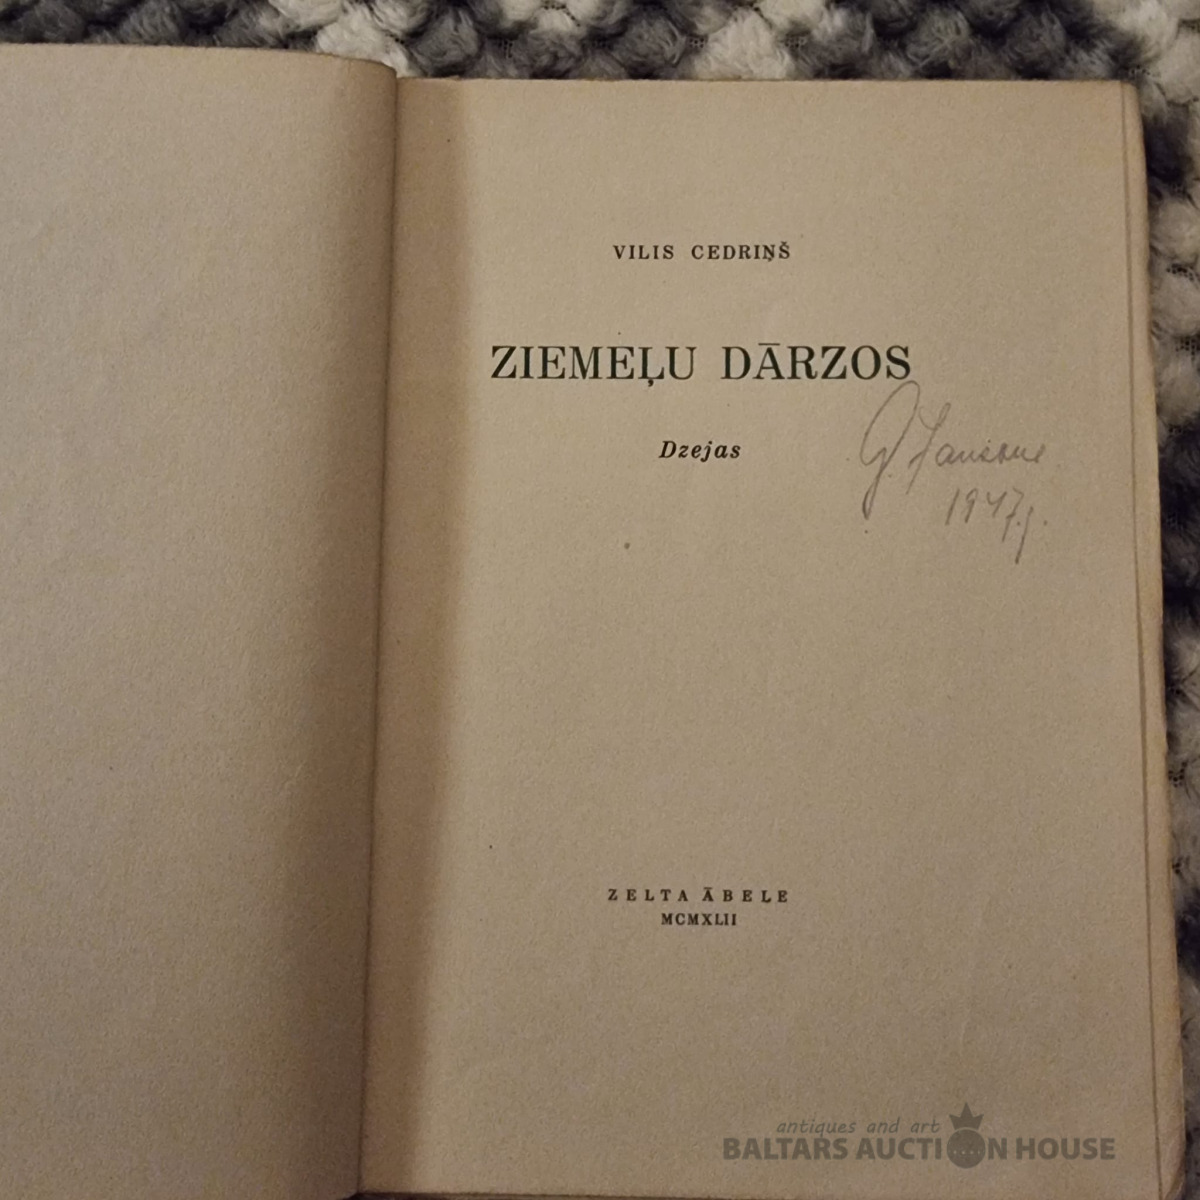 VILIS CEDRIŅŠ
ZIEMEĻU DĀRZOS
Dzejas
1947.g.
ZELTA ĀBELE
MCMXLII
antiques and art
BALTARS AUCTION HOUSE